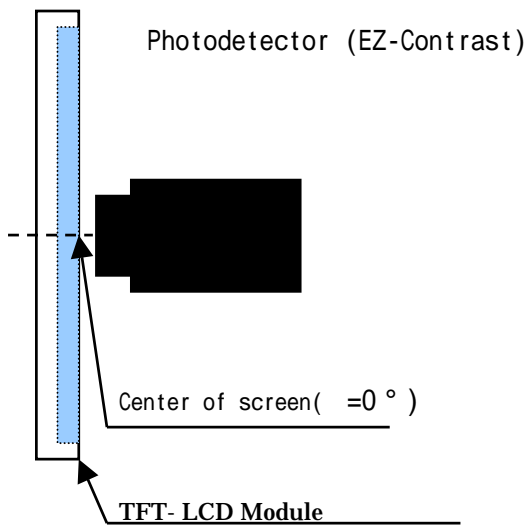 Photodetector (EZ-Contrast)
Center of screen( =0 ° )
TFT- LCD Module